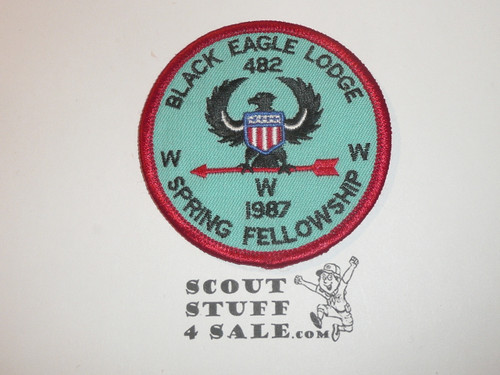 BLACK EAGLE LODGE
482
W W W
1987
SPRING FELLOWSHIP
SCOUT
STUFF
4 SALE.COM